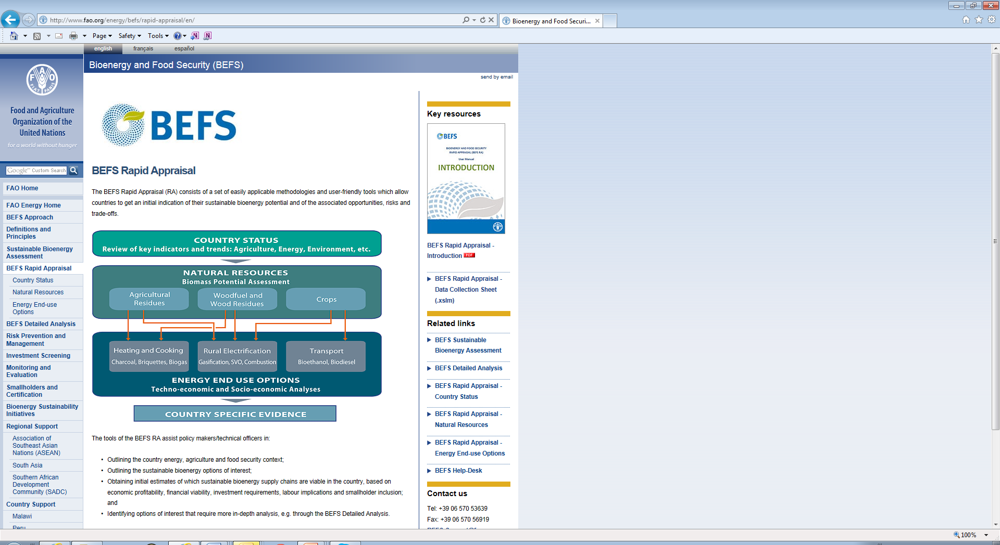 http://www.fao.org/energy/befs/rapid-appraisal/en/
Bioenergy and Food Securi...
Page
Safety
Tools
english
français
español
Bioenergy and Food Security (BEFS)
send by email
FAO
FIAT PANIS
Food and Agriculture
Organization of the
United Nations
for a world without hunger
Google™ Custom Search
FAO Home
FAO Energy Home
BEFS Approach
Definitions and
Principles
Sustainable Bioenergy
Assessment
BEFS Rapid Appraisal
Country Status
Natural Resources
Energy End-use
Options
BEFS Detailed Analysis
Risk Prevention and
Management
Investment Screening
Monitoring and
Evaluation
Smallholders and
Certification
Bioenergy Sustainability
Initiatives
Regional Support
Association of
Southeast Asian
Nations (ASEAN)
South Asia
Southern African
Development
Community (SADC)
Country Support
Malawi
Peru
BEFS
BEFS Rapid Appraisal
The BEFS Rapid Appraisal (RA) consists of a set of easily applicable methodologies and user-friendly tools which allow
countries to get an initial indication of their sustainable bioenergy potential and of the associated opportunities, risks and
trade-offs.
COUNTRY STATUS
Review of key indicators and trends: Agriculture, Energy, Environment, etc.
NATURAL RESOURCES
Biomass Potential Assessment
Agricultural
Residues
Woodfuel and
Wood Residues
Crops
Heating and Cooking
Charcoal, Briquettes, Biogas
Rural Electrification
Gasification, SVO, Combustion
Transport
Bioethanol, Biodiesel
ENERGY END USE OPTIONS
Techno-economic and Socio-economic Analyses
COUNTRY SPECIFIC EVIDENCE
The tools of the BEFS RA assist policy makers/technical officers in:
• Outlining the country energy, agriculture and food security context;
• Outlining the sustainable bioenergy options of interest;
• Obtaining initial estimates of which sustainable bioenergy supply chains are viable in the country, based on
economic profitability, financial viability, investment requirements, labour implications and smallholder inclusion;
and
• Identifying options of interest that require more in-depth analysis, e.g. through the BEFS Detailed Analysis.
Key resources
BEFS
BIOENERGY AND FOOD SECURITY
RAPID APPRAISAL (BEFS RA)
User Manual
INTRODUCTION
BEFS Rapid Appraisal -
Introduction PDF
BEFS Rapid Appraisal -
Data Collection Sheet
(.xslm)
Related links
BEFS Sustainable
Bioenergy Assessment
BEFS Detailed Analysis
BEFS Rapid Appraisal -
Country Status
BEFS Rapid Appraisal -
Natural Resources
BEFS Rapid Appraisal -
Energy End-use Options
BEFS Help-Desk
Contact us
Tel: +39 06 570 53639
Fax: +39 06 570 56919
100%